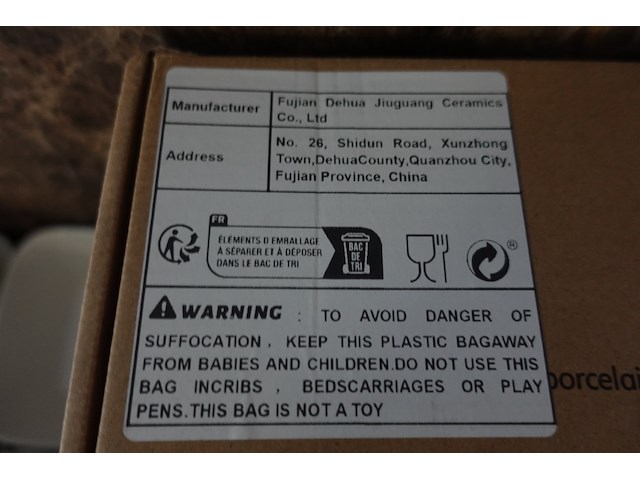 Manufacturer
Fujian Dehua Jiuguang Ceramics
Co., Ltd
Address
No. 26, Shidun Road, Xunzhong
Town,DehuaCounty,Quanzhou City,
Fujian Province, China
FR
ÉLÉMENTS D EMBALLAGE
À SÉPARER ET À DÉPOSER
DANS LE BAC DE TRI
BAC
DE
TRI
®
WARNING : TO AVOID DANGER OF
SUFFOCATION , KEEP THIS PLASTIC BAGAWAY
FROM BABIES AND CHILDREN.DO NOT USE THIS
BAG INCRIBS , BEDSCARRIAGES OR PLAY
PENS.THIS BAG IS NOT A TOY
porcelai